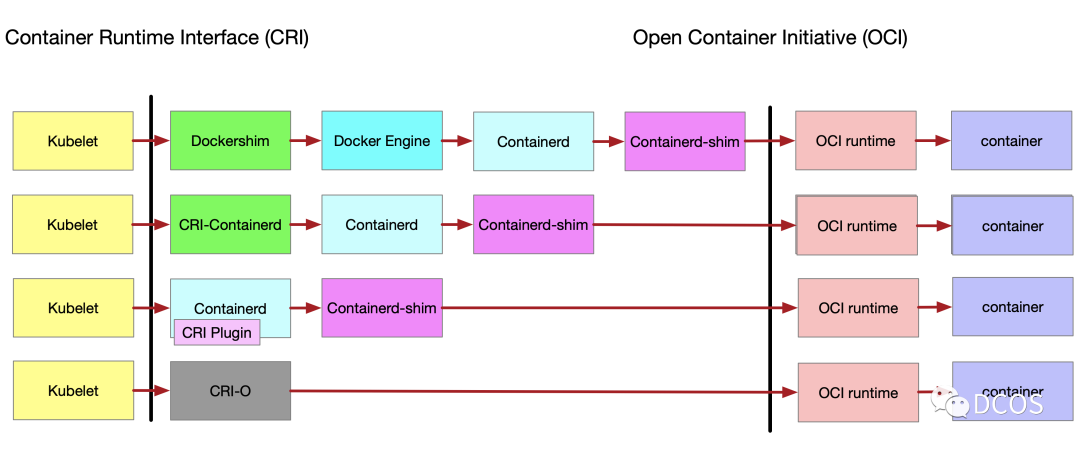 Container Runtime Interface (CRI)
Open Container Initiative (OCI)
Kubelet
Dockershim
Docker Engine
Containerd
Containerd-shim
OCI runtime
container
Kubelet
CRI-Containerd
Containerd
Containerd-shim
OCI runtime
container
Kubelet
Containerd
CRI Plugin
Containerd-shim
OCI runtime
container
Kubelet
CRI-O
OCI runtime
container
DCOS